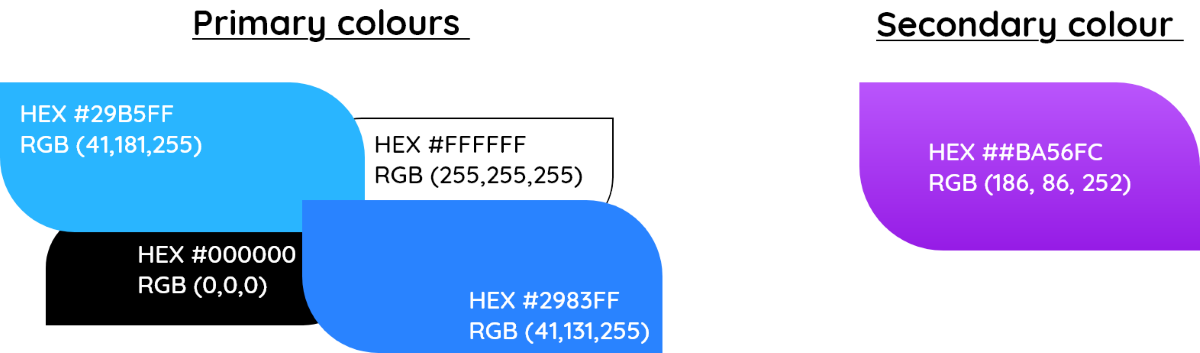 Primary colours
Secondary colour
HEX #29B5FF
RGB (41,181,255)
HEX #FFFFFF
RGB (255,255,255)
HEX ##BA56FC
RGB (186, 86, 252)
HEX #000000
RGB (0,0,0)
HEX #2983FF
RGB (41,131,255)